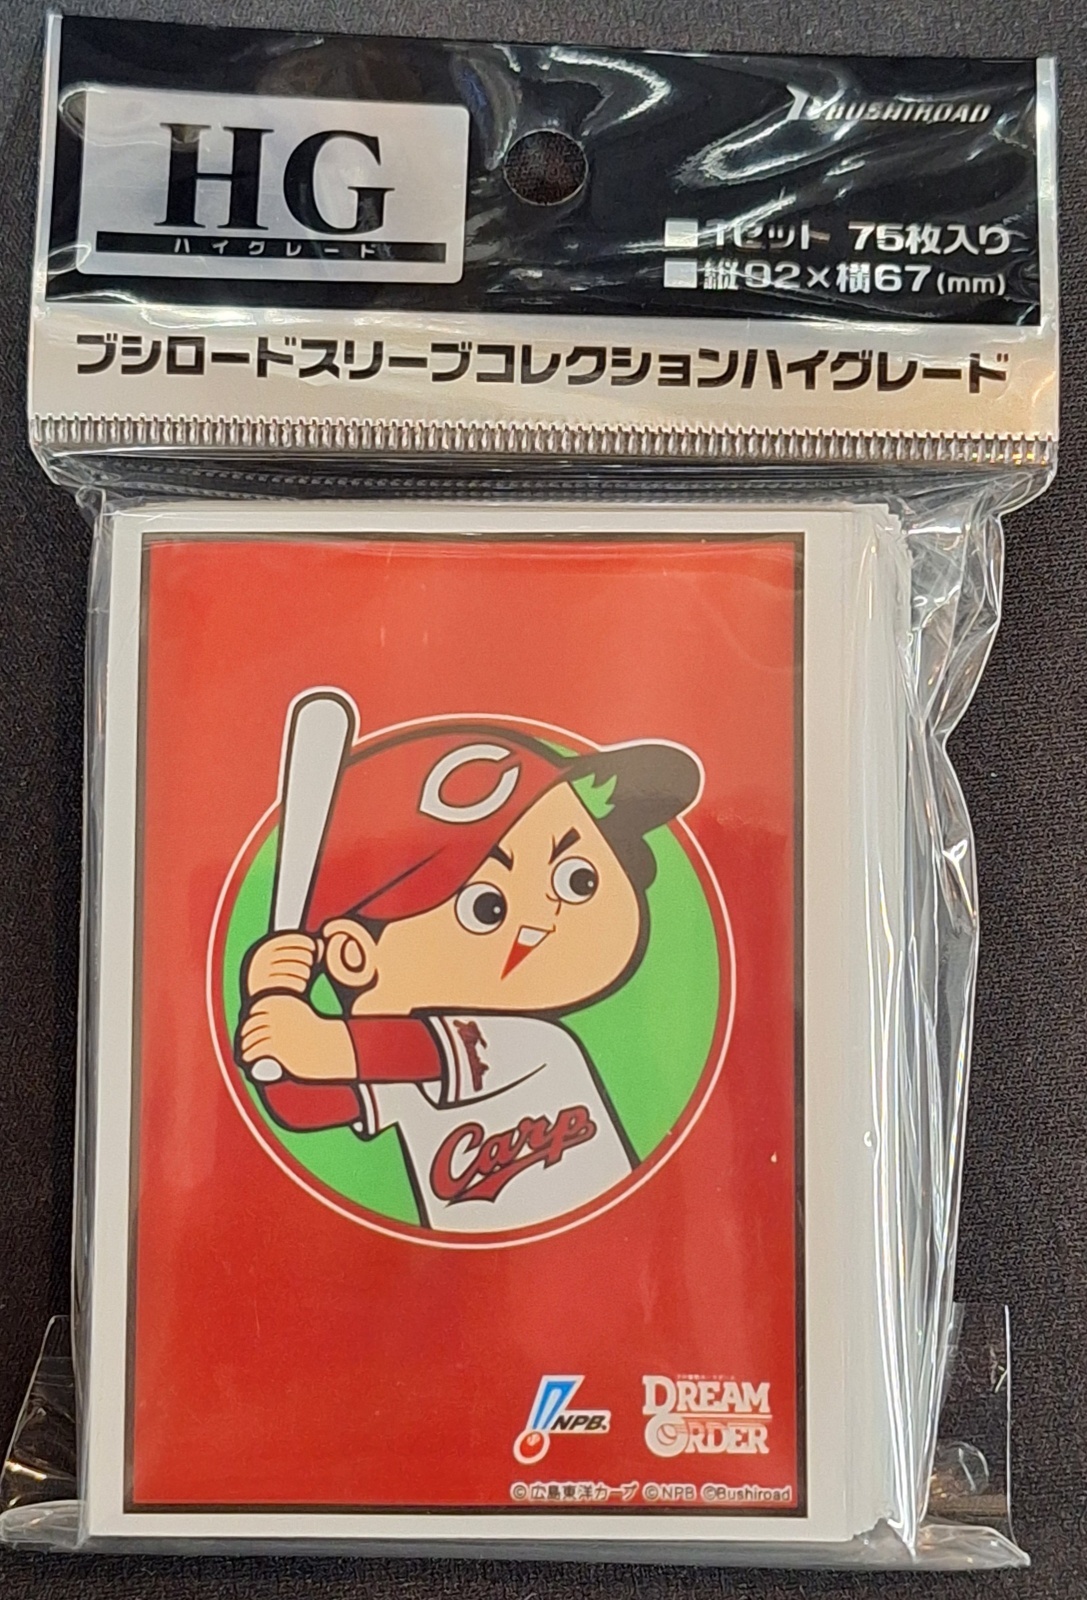 BUSHIROAD
HG
ハイグレード
■1セット 75枚入り
■縦92×横67(mm)
ブシロードスリーブコレクションハイグレード
C
Carp
NPB
DREAM
ORDER
©広島東洋カープ ©NPB ©Bushiroad